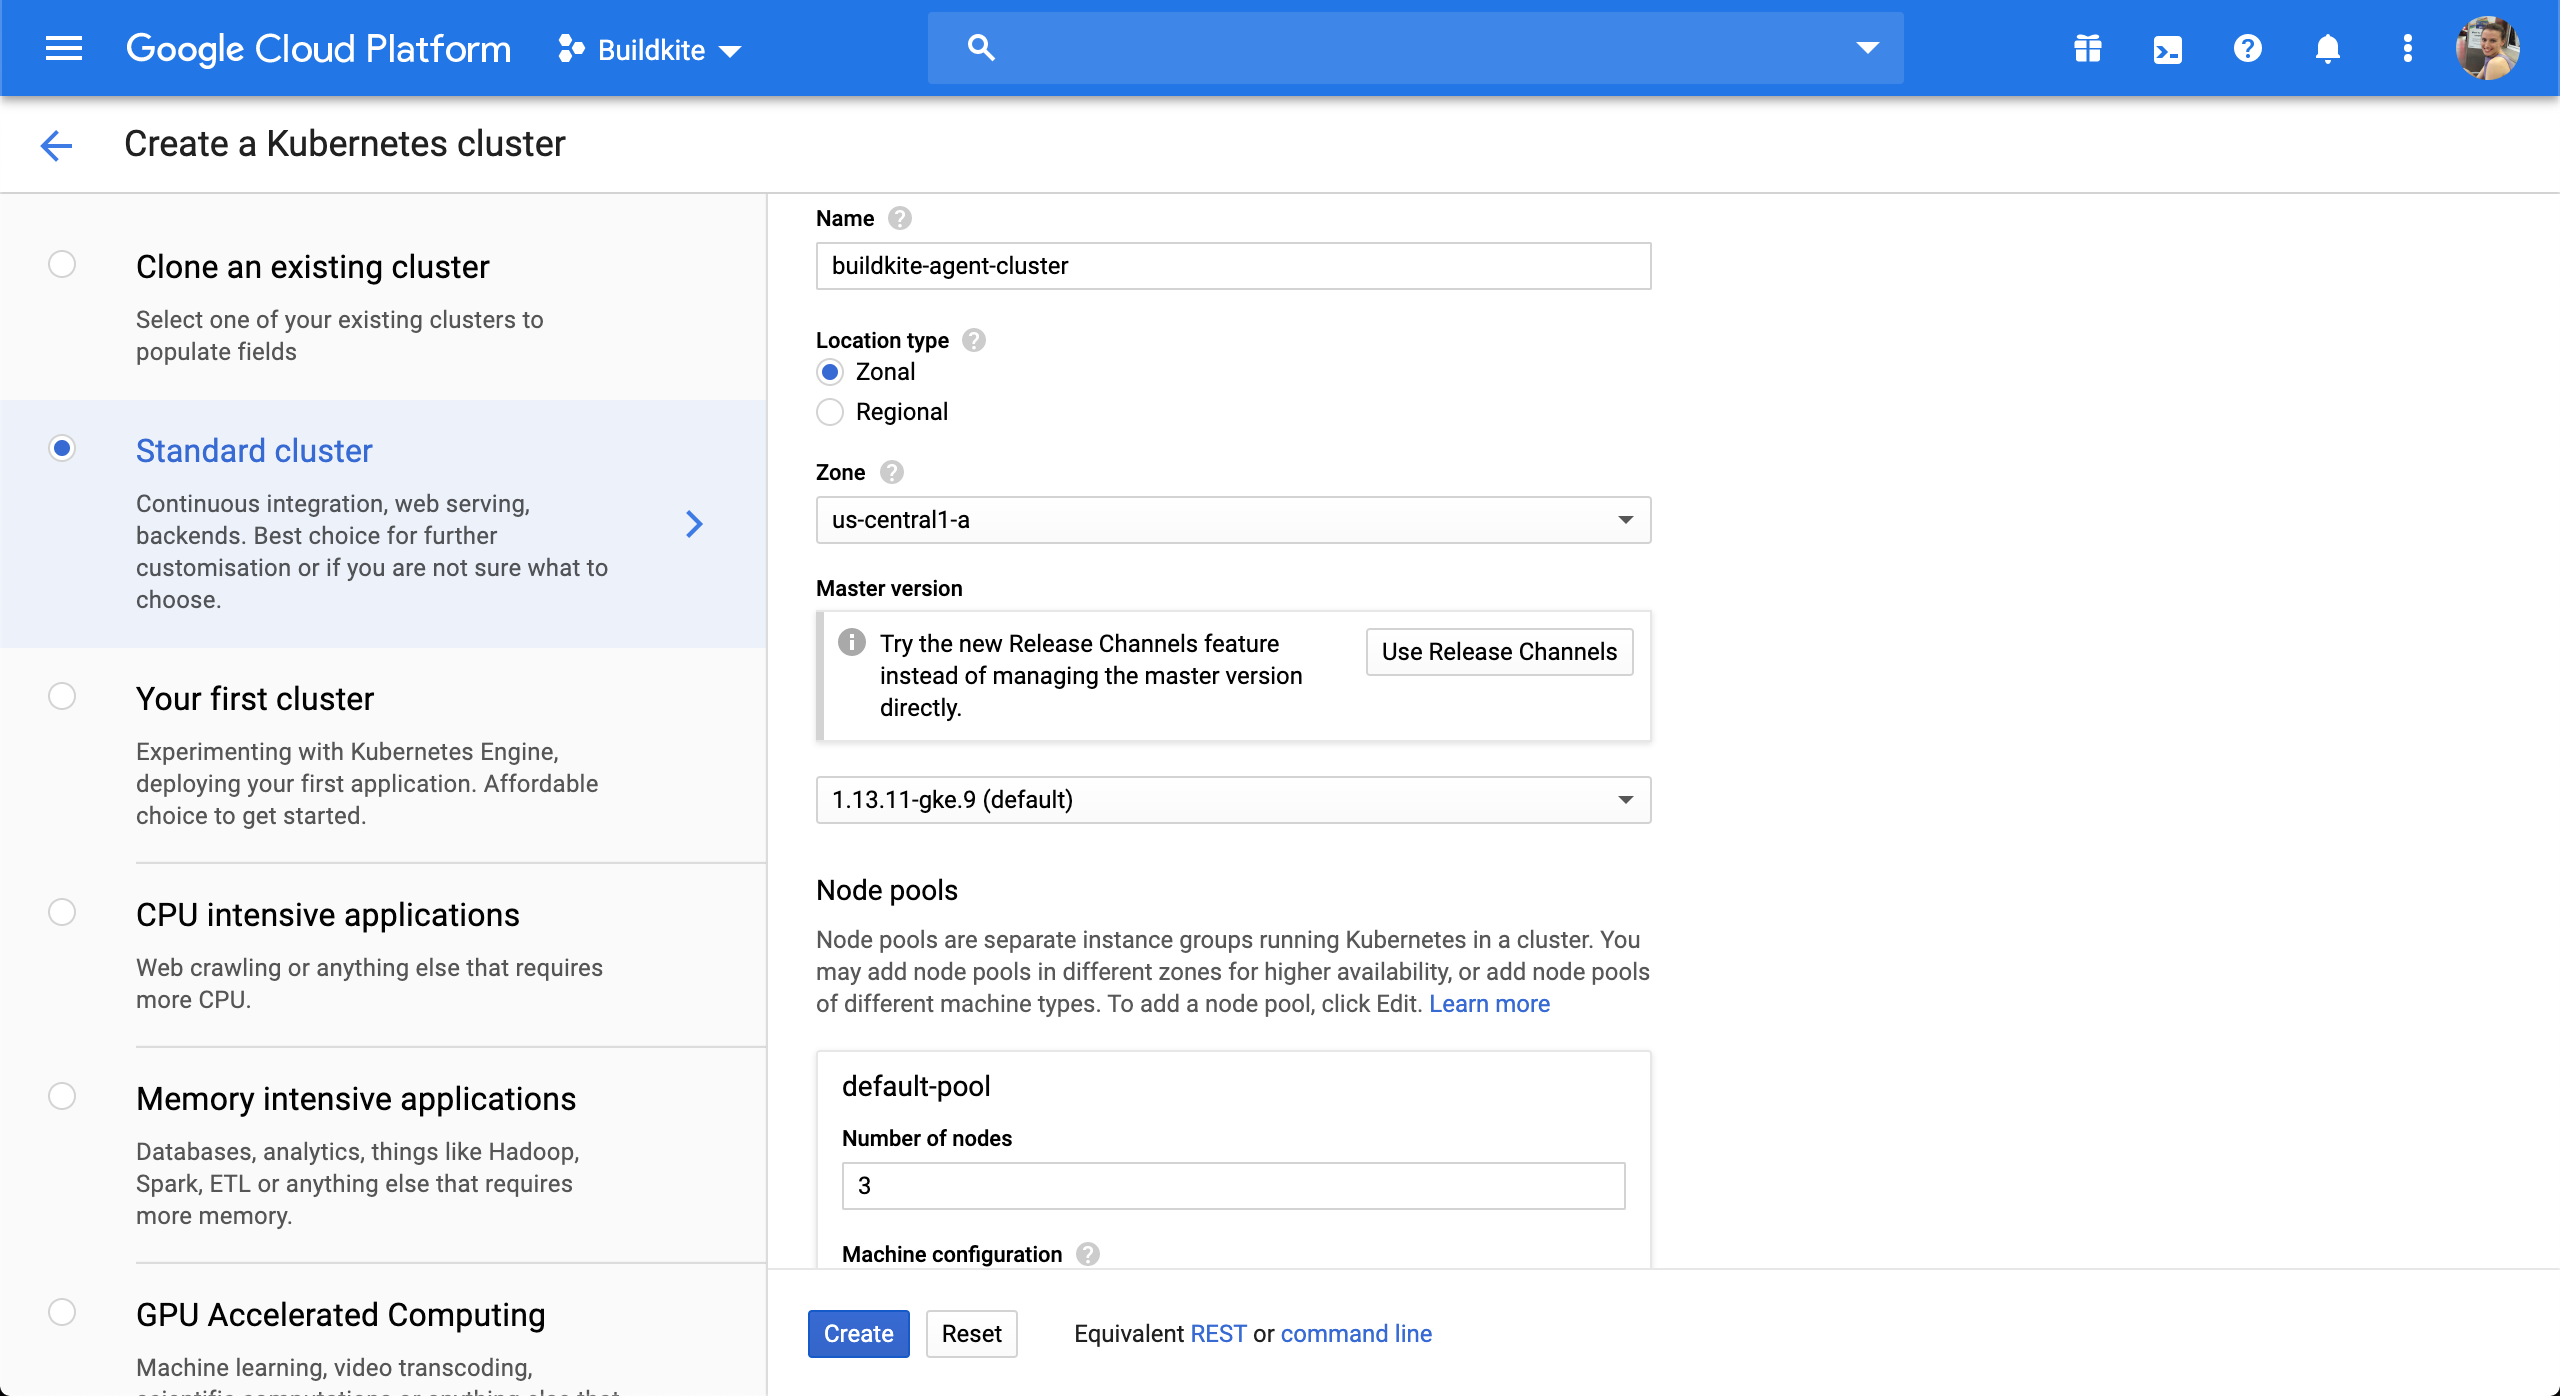 Google Cloud Platform
Buildkite
Create a Kubernetes cluster
Clone an existing cluster
Select one of your existing clusters to
populate fields
Standard cluster
Continuous integration, web serving,
backends. Best choice for further
customisation or if you are not sure what to
choose.
Your first cluster
Experimenting with Kubernetes Engine,
deploying your first application. Affordable
choice to get started.
CPU intensive applications
Web crawling or anything else that requires
more CPU.
Memory intensive applications
Databases, analytics, things like Hadoop,
Spark, ETL or anything else that requires
more memory.
GPU Accelerated Computing
Machine learning, video transcoding,
scientific computations or anything else that
Name
buildkite-agent-cluster
Location type
Zonal
Regional
Zone
us-central1-a
Master version
Try the new Release Channels feature
instead of managing the master version
directly.
Use Release Channels
1.13.11-gke.9 (default)
Node pools
Node pools are separate instance groups running Kubernetes in a cluster. You
may add node pools in different zones for higher availability, or add node pools
of different machine types. To add a node pool, click Edit. Learn more
default-pool
Number of nodes
3
Machine configuration
Create
Reset
Equivalent REST or command line